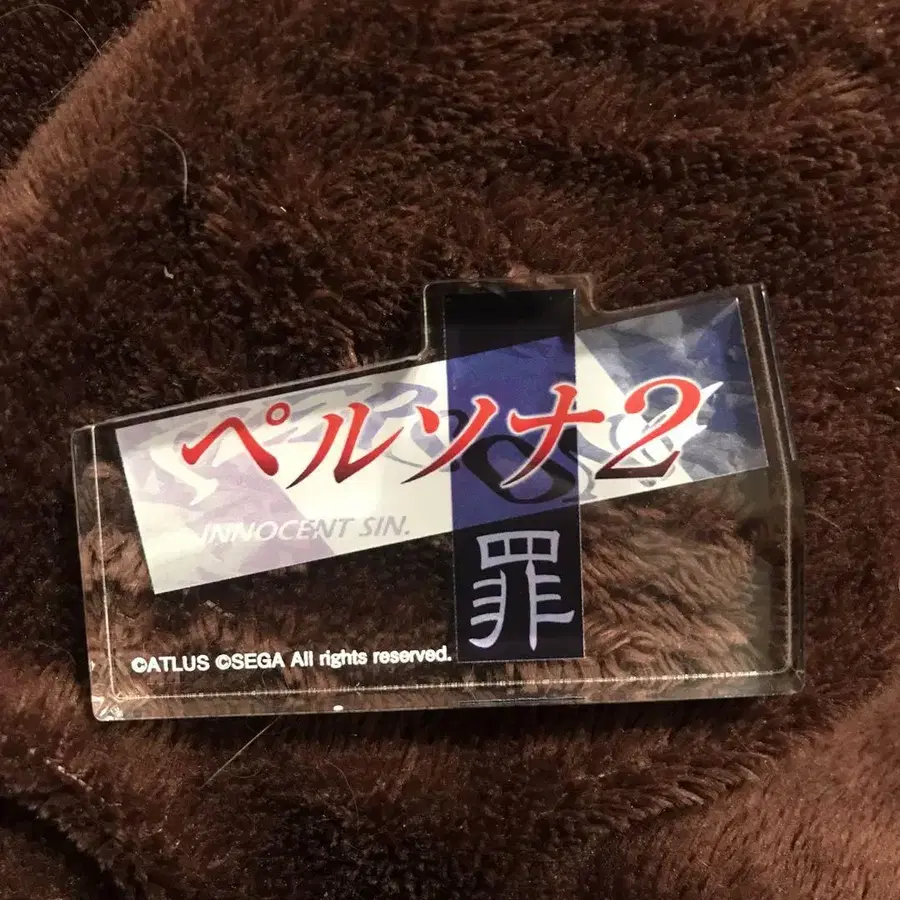 ペルソナ2
INNOCENT SIN.
罪
©ATLUS ©SEGA All rights reserved.